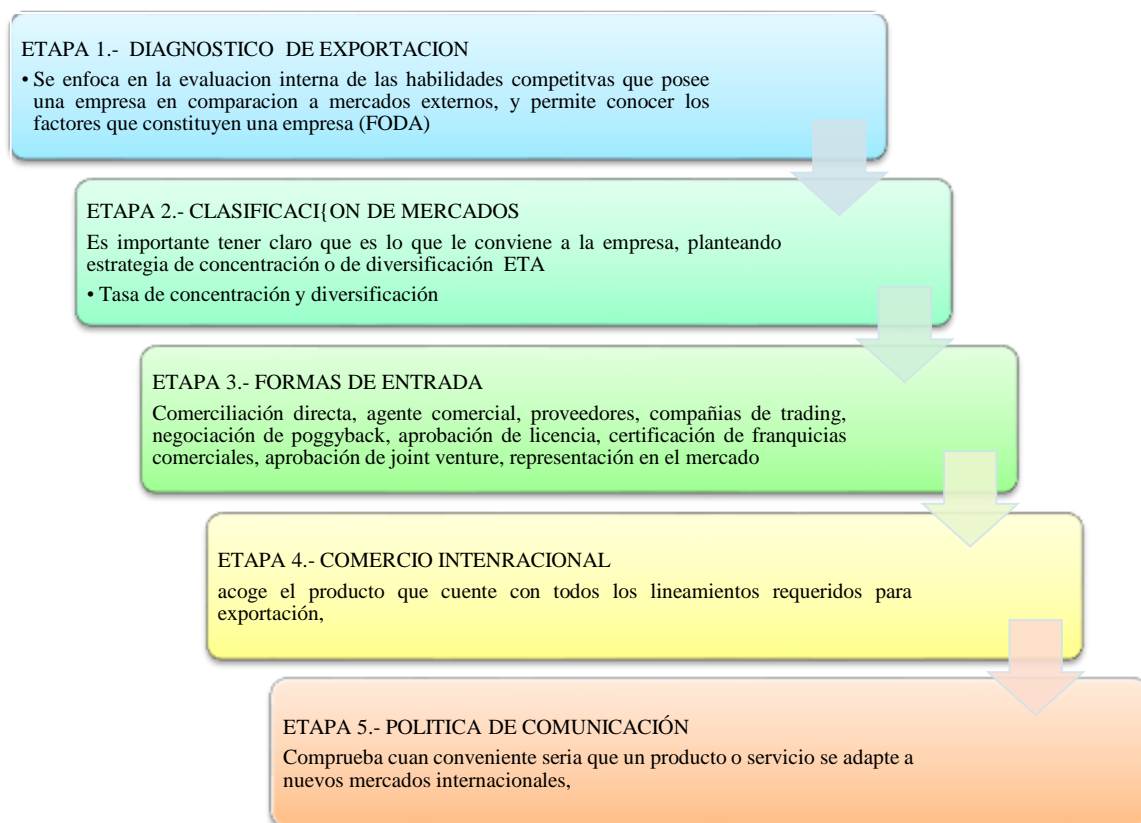 ETAPA 1.- DIAGNOSTICO DE EXPORTACION
• Se enfoca en la evaluacion interna de las habilidades competitvas que posee
una empresa en comparacion a mercados externos, y permite conocer los
factores que constituyen una empresa (FODA)
ETAPA 2.- CLASIFICACI{ON DE MERCADOS
Es importante tener claro que es lo que le conviene a la empresa, planteando
estrategia de concentración o de diversificación ETA
• Tasa de concentración y diversificación
ETAPA 3.- FORMAS DE ENTRADA
Comerciliación directa, agente comercial, proveedores, compañias de trading,
negociación de poggyback, aprobación de licencia, certificación de franquicias
comerciales, aprobación de joint venture, representación en el mercado
ETAPA 4.- COMERCIO INTENRACIONAL
acoge el producto que cuente con todos los lineamientos requeridos para
exportación,
ETAPA 5.- POLITICA DE COMUNICACIÓN
Comprueba cuan conveniente seria que un producto o servicio se adapte a
nuevos mercados internacionales,